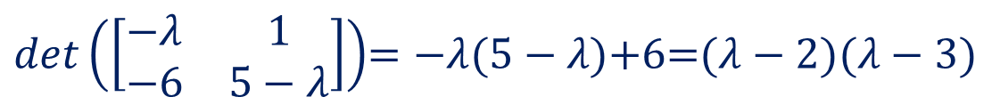 det([−λ 1
−6 5 − λ])= −λ(5 − λ)+6=(λ − 2)(λ − 3)